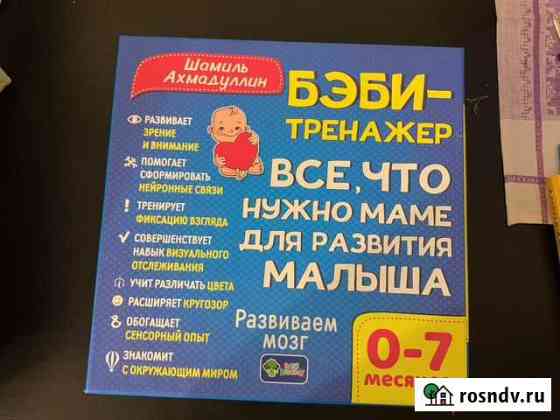 Шамиль
Ахмадуллин
БЭБИ-
ТРЕНАЖЕР
ВСЕ, ЧТО
НУЖНО МАМЕ
ДЛЯ РАЗВИТИЯ
МАЛЫША
РАЗВИВАЕТ
ЗРЕНИЕ
И ВНИМАНИЕ
ПОМОГАЕТ
СФОРМИРОВАТЬ
НЕЙРОННЫЕ СВЯЗИ
ТРЕНИРУЕТ
ФИКСАЦИЮ ВЗГЛЯДА
СОВЕРШЕНСТВУЕТ
НАВЫК ВИЗУАЛЬНОГО
ОТСЛЕЖИВАНИЯ
УЧИТ РАЗЛИЧАТЬ ЦВЕТА
РАСШИРЯЕТ КРУГОЗОР
ОБОГАЩАЕТ
СЕНСОРНЫЙ ОПЫТ
ЗНАКОМИТ
С ОКРУЖАЮЩИМ МИРОМ
Развиваем
мозг
0-7
rosndv.ru